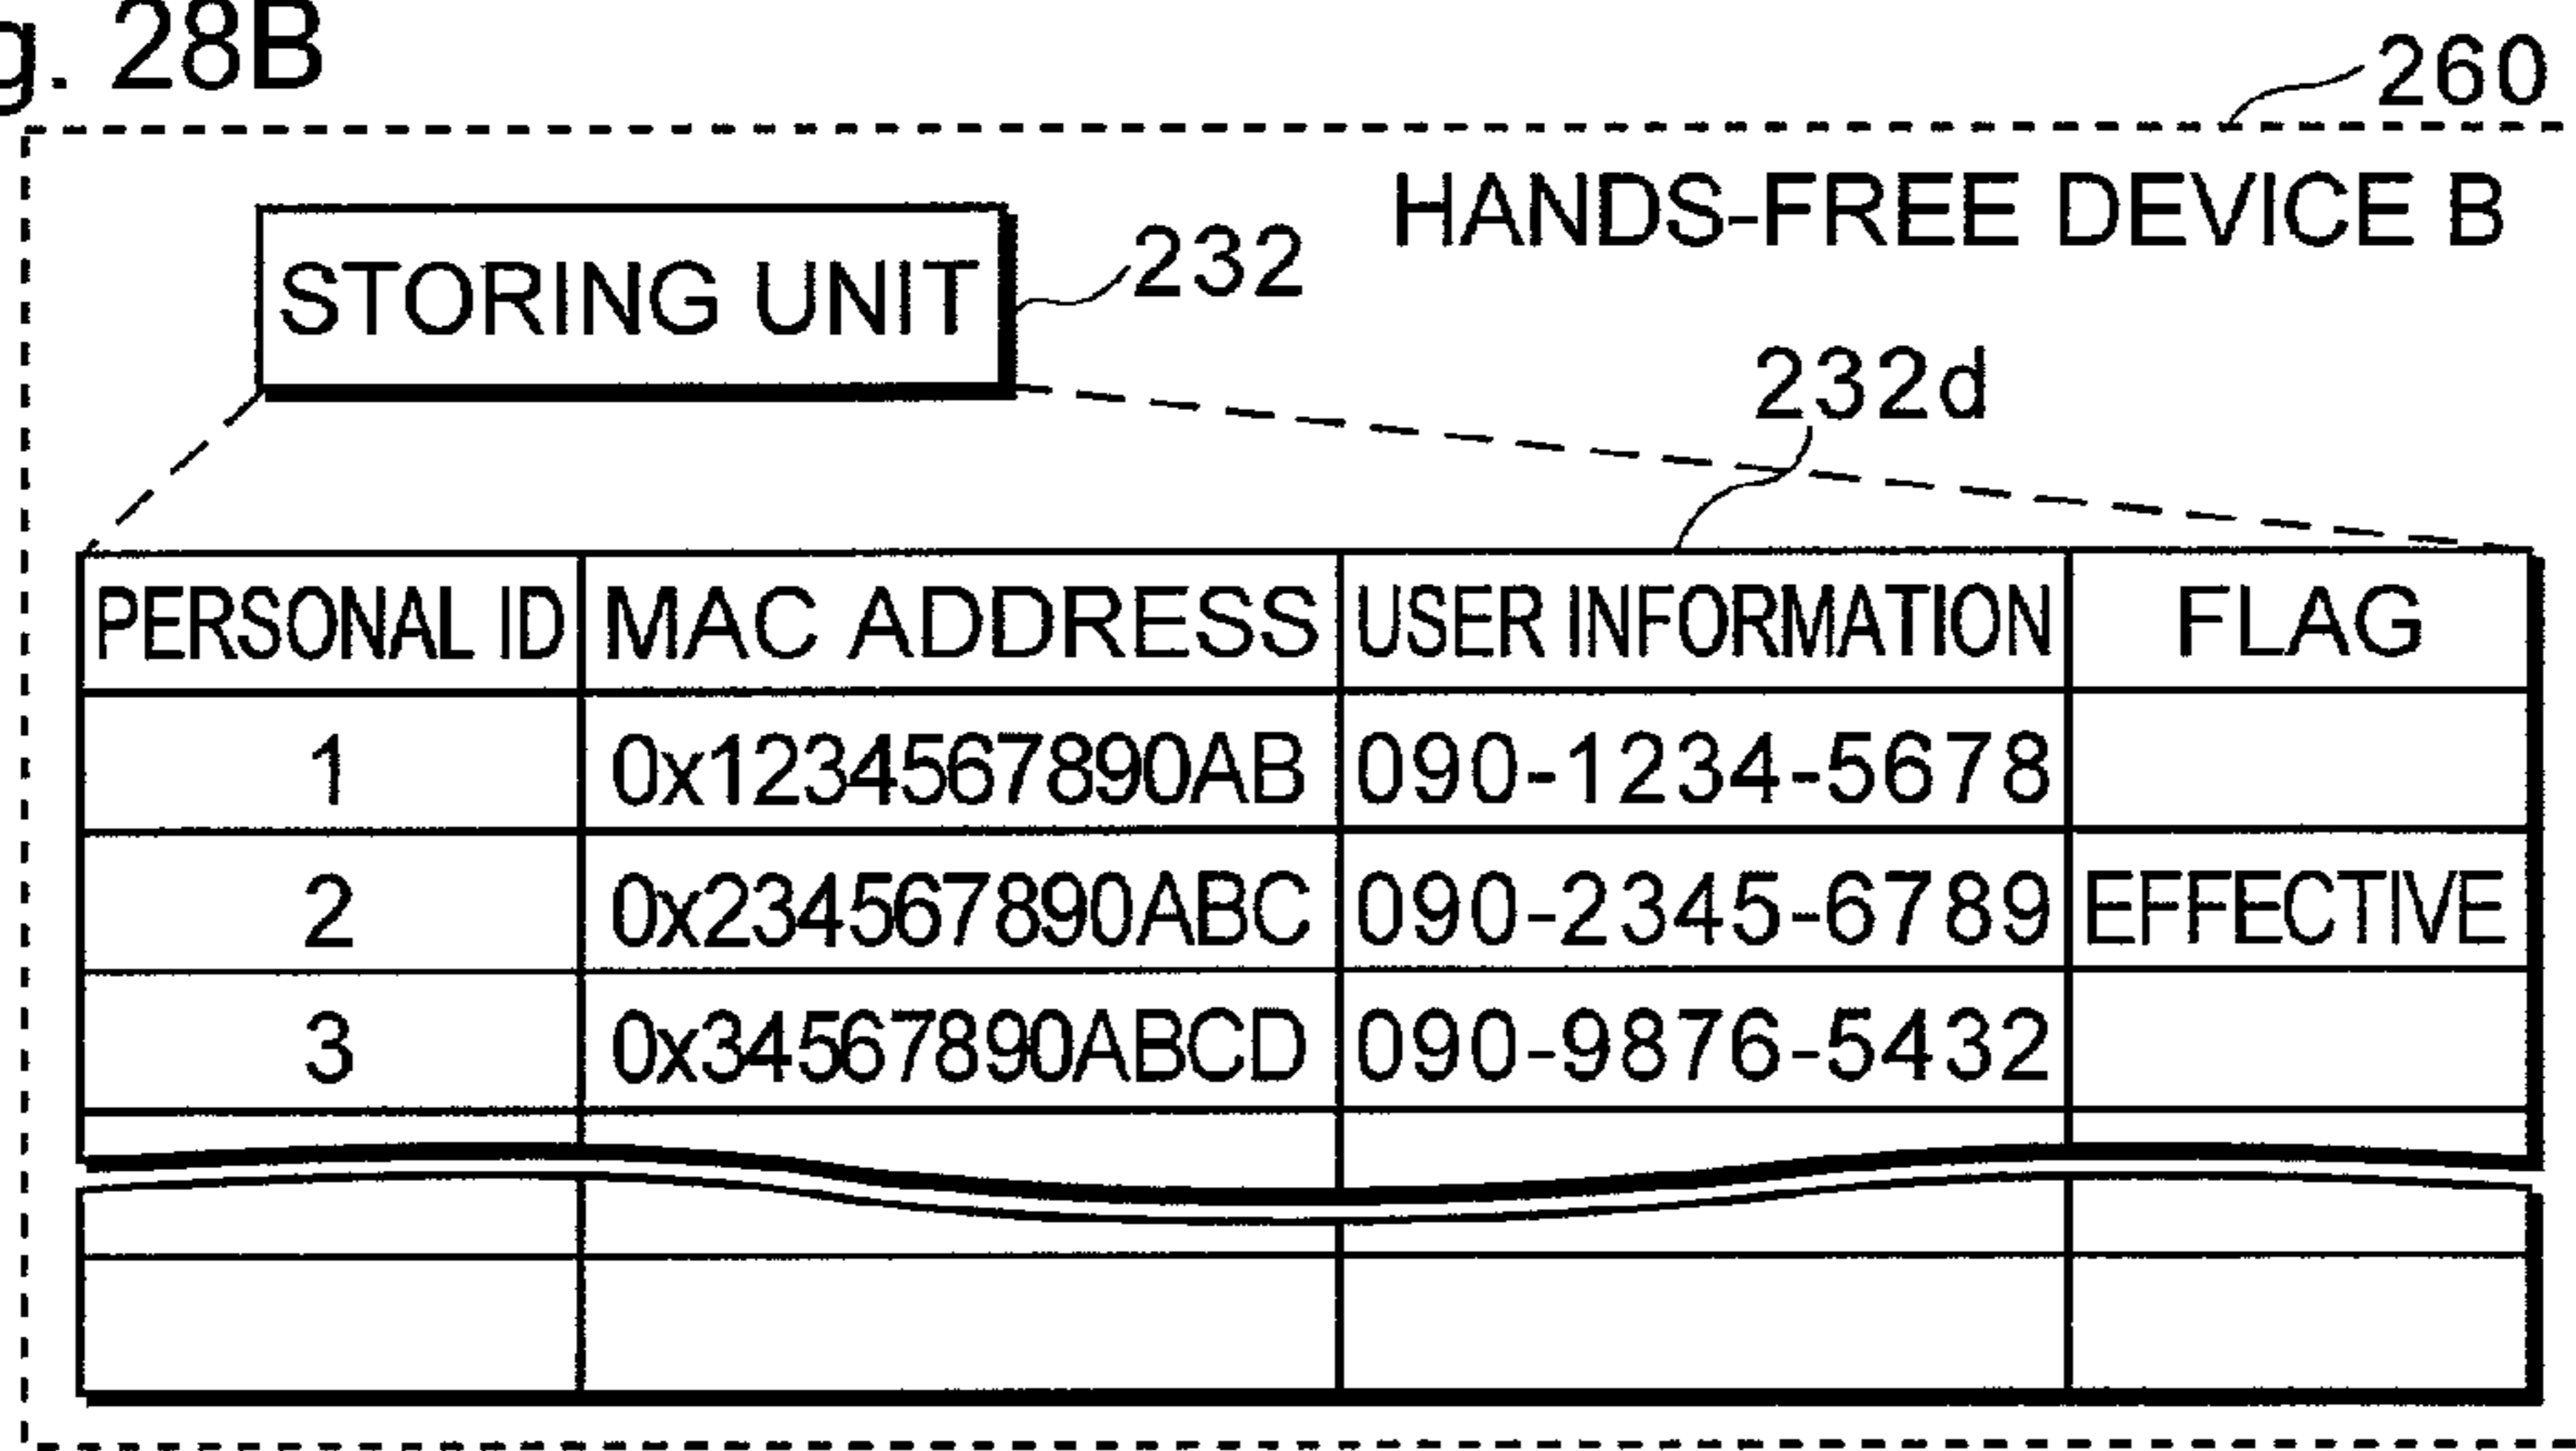 g. 28B
260
HANDS-FREE DEVICE B
STORING UNIT
232
232d
PERSONAL ID MAC ADDRESS USER INFORMATION FLAG
1 0x1234567890AB 090-1234-5678
2 0x234567890ABC 090-2345-6789 EFFECTIVE
3 0x34567890ABCD 090-9876-5432